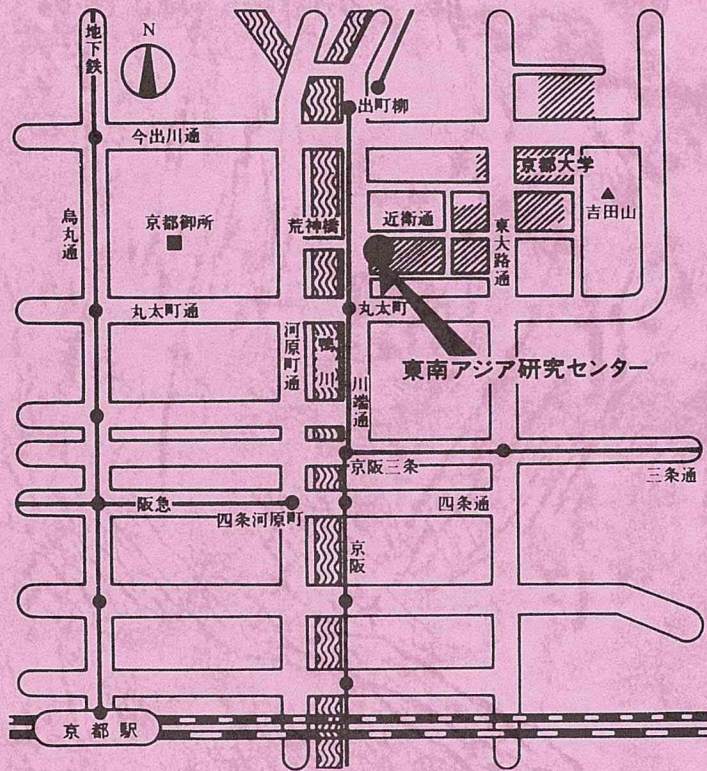 地下鉄
N
出町柳
今出川通
京都大学
烏丸通
京都御所
荒神橋
近衛通
東大路通
吉田山
丸太町通
丸太町
河原町通
鴨川
川端通
東南アジア研究センター
京阪三条
三条通
阪急
四条河原町
四条通
京阪
京都駅